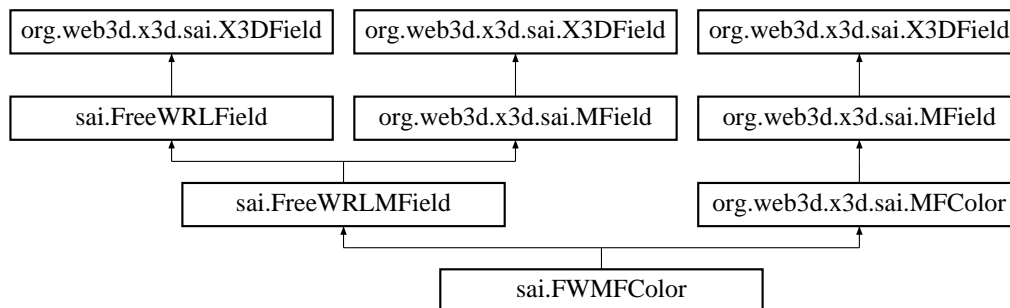 org.web3d.x3d.sai.X3DField
org.web3d.x3d.sai.X3DField
org.web3d.x3d.sai.X3DField
sai.FreeWRLField
org.web3d.x3d.sai.MField
org.web3d.x3d.sai.MField
sai.FreeWRLMField
org.web3d.x3d.sai.MFColor
sai.FWMFColor